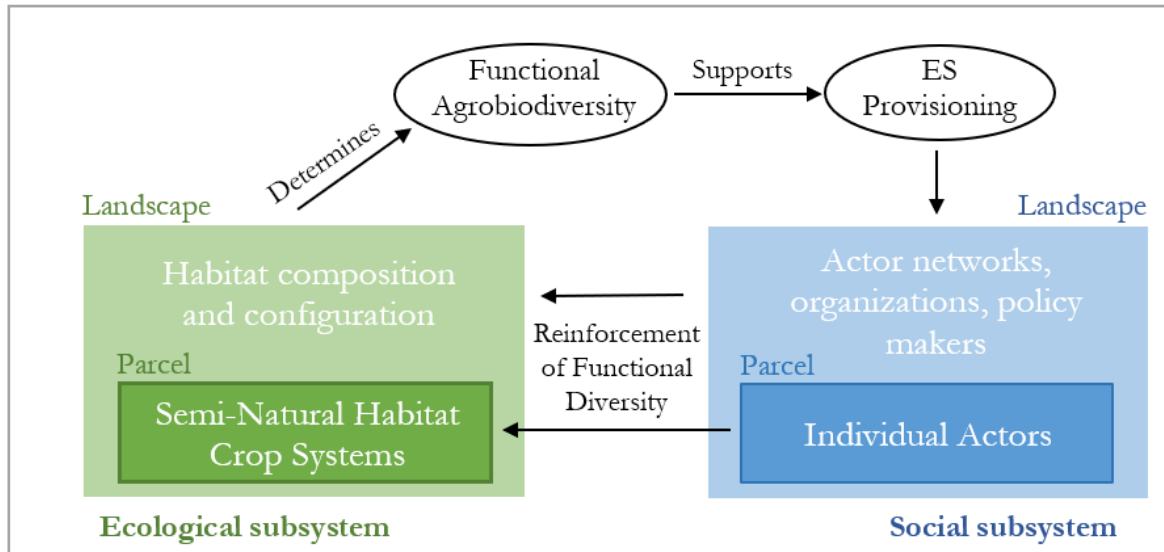 Functional
Agrobiodiversity
Supports
ES
Provisioning
Determines
Landscape
Landscape
Habitat composition
and configuration
Actor networks,
organizations, policy
makers
Reinforcement
of Functional
Diversity
Parcel
Parcel
Semi-Natural Habitat
Crop Systems
Individual Actors
Ecological subsystem
Social subsystem